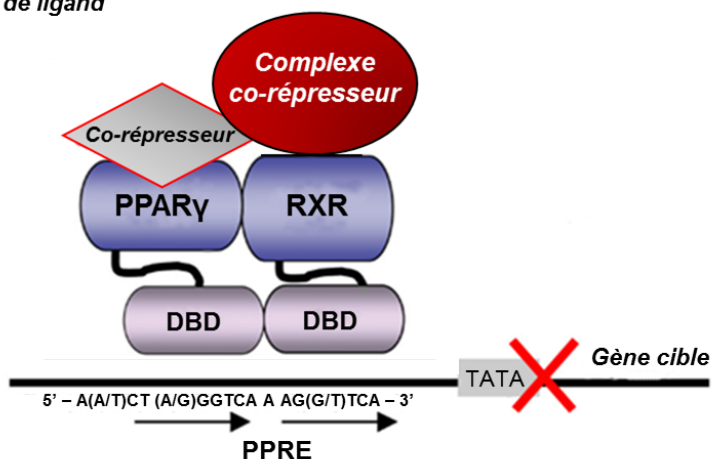 de ligand
Complexe
co-répresseur
Co-répresseur
PPARγ
RXR
DBD
DBD
TATA
Gène cible
5’ – A(A/T)CT (A/G)GGTCA A AG(G/T)TCA – 3’
PPRE